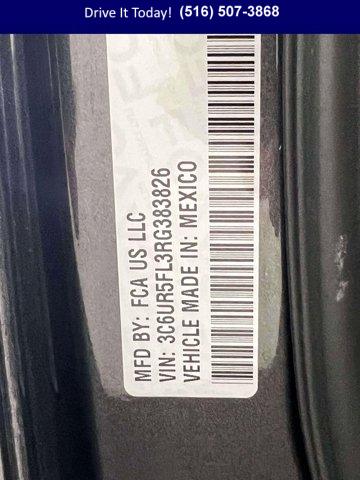 Drive It Today! (516) 507-3868
MFD BY: FCA US LLC
VIN: 3C6UR5FL3RG383826
VEHICLE MADE IN: MEXICO